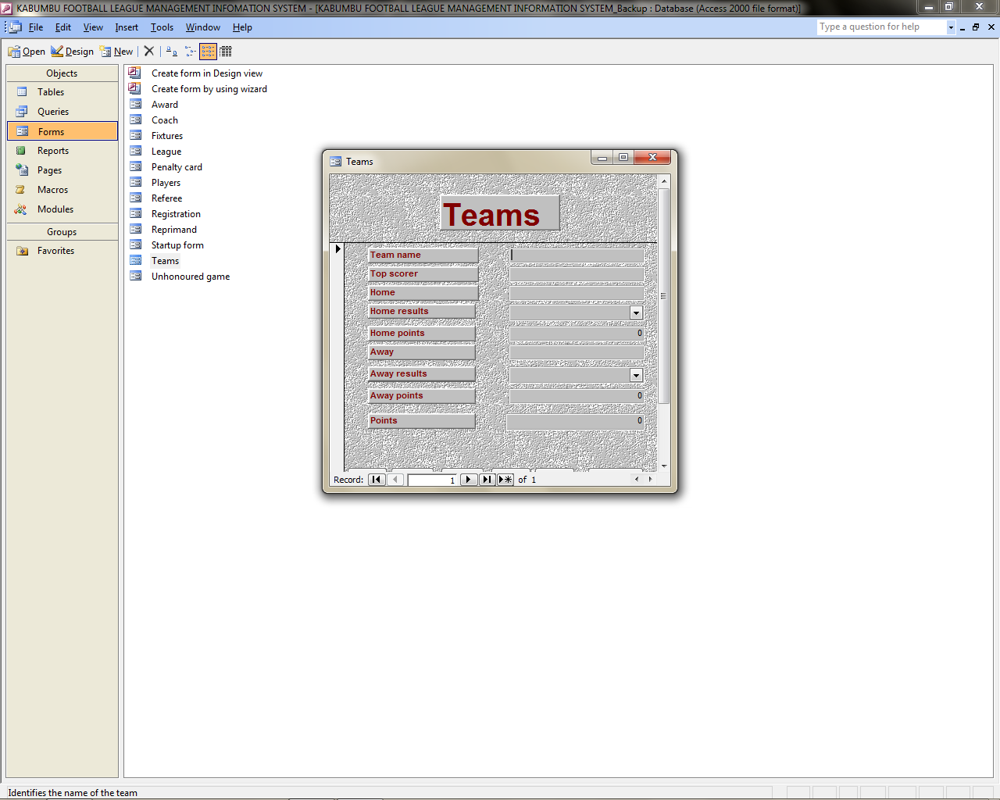 KABUMBU FOOTBALL LEAGUE MANAGEMENT INFOMATION SYSTEM - [KABUMBU FOOTBALL LEAGUE MANAGEMENT INFORMATION SYSTEM_Backup : Database (Access 2000 file format)]
File Edit View Insert Tools Window Help Type a question for help
Open Design New
Objects
Tables
Queries
Forms
Reports
Pages
Macros
Modules
Groups
Favorites
Create form in Design view
Create form by using wizard
Award
Coach
Fixtures
League
Penalty card
Players
Referee
Registration
Reprimand
Startup form
Teams
Unhonoured game
Teams
Teams
Team name
Top scorer
Home
Home results
Home points 0
Away
Away results
Away points 0
Points 0
Record: 1 of 1
Identifies the name of the team